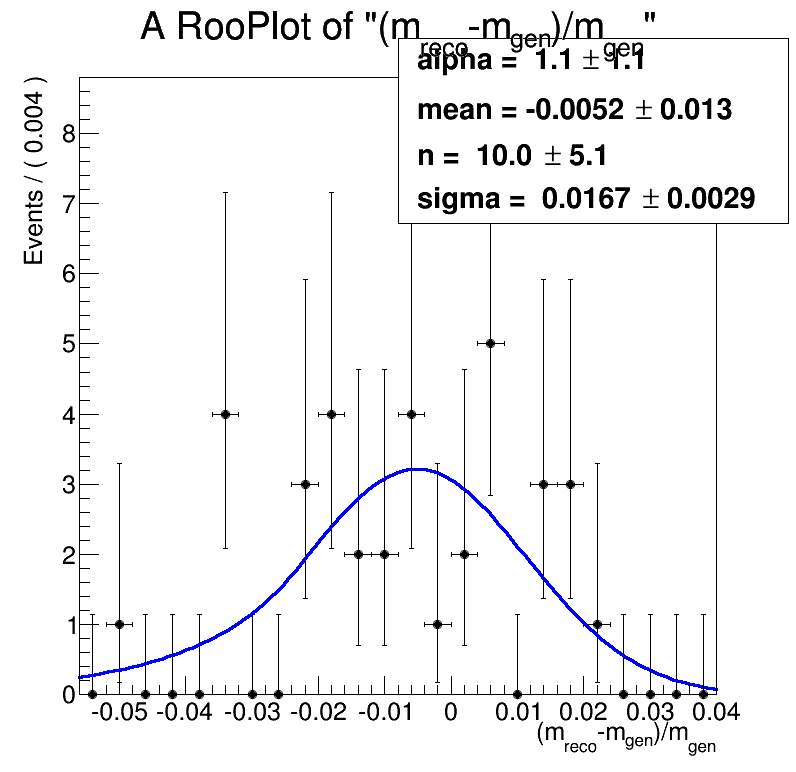 A RooPlot of "(m_reco-m_gen)/m_gen"
alpha = 1.1 ± 1.1
mean = -0.0052 ± 0.013
n = 10.0 ± 5.1
sigma = 0.0167 ± 0.0029
Events / ( 0.004 )
8
7
6
5
4
3
2
1
0
-0.05 -0.04 -0.03 -0.02 -0.01 0 0.01 0.02 0.03 0.04
(m_reco-m_gen)/m_gen